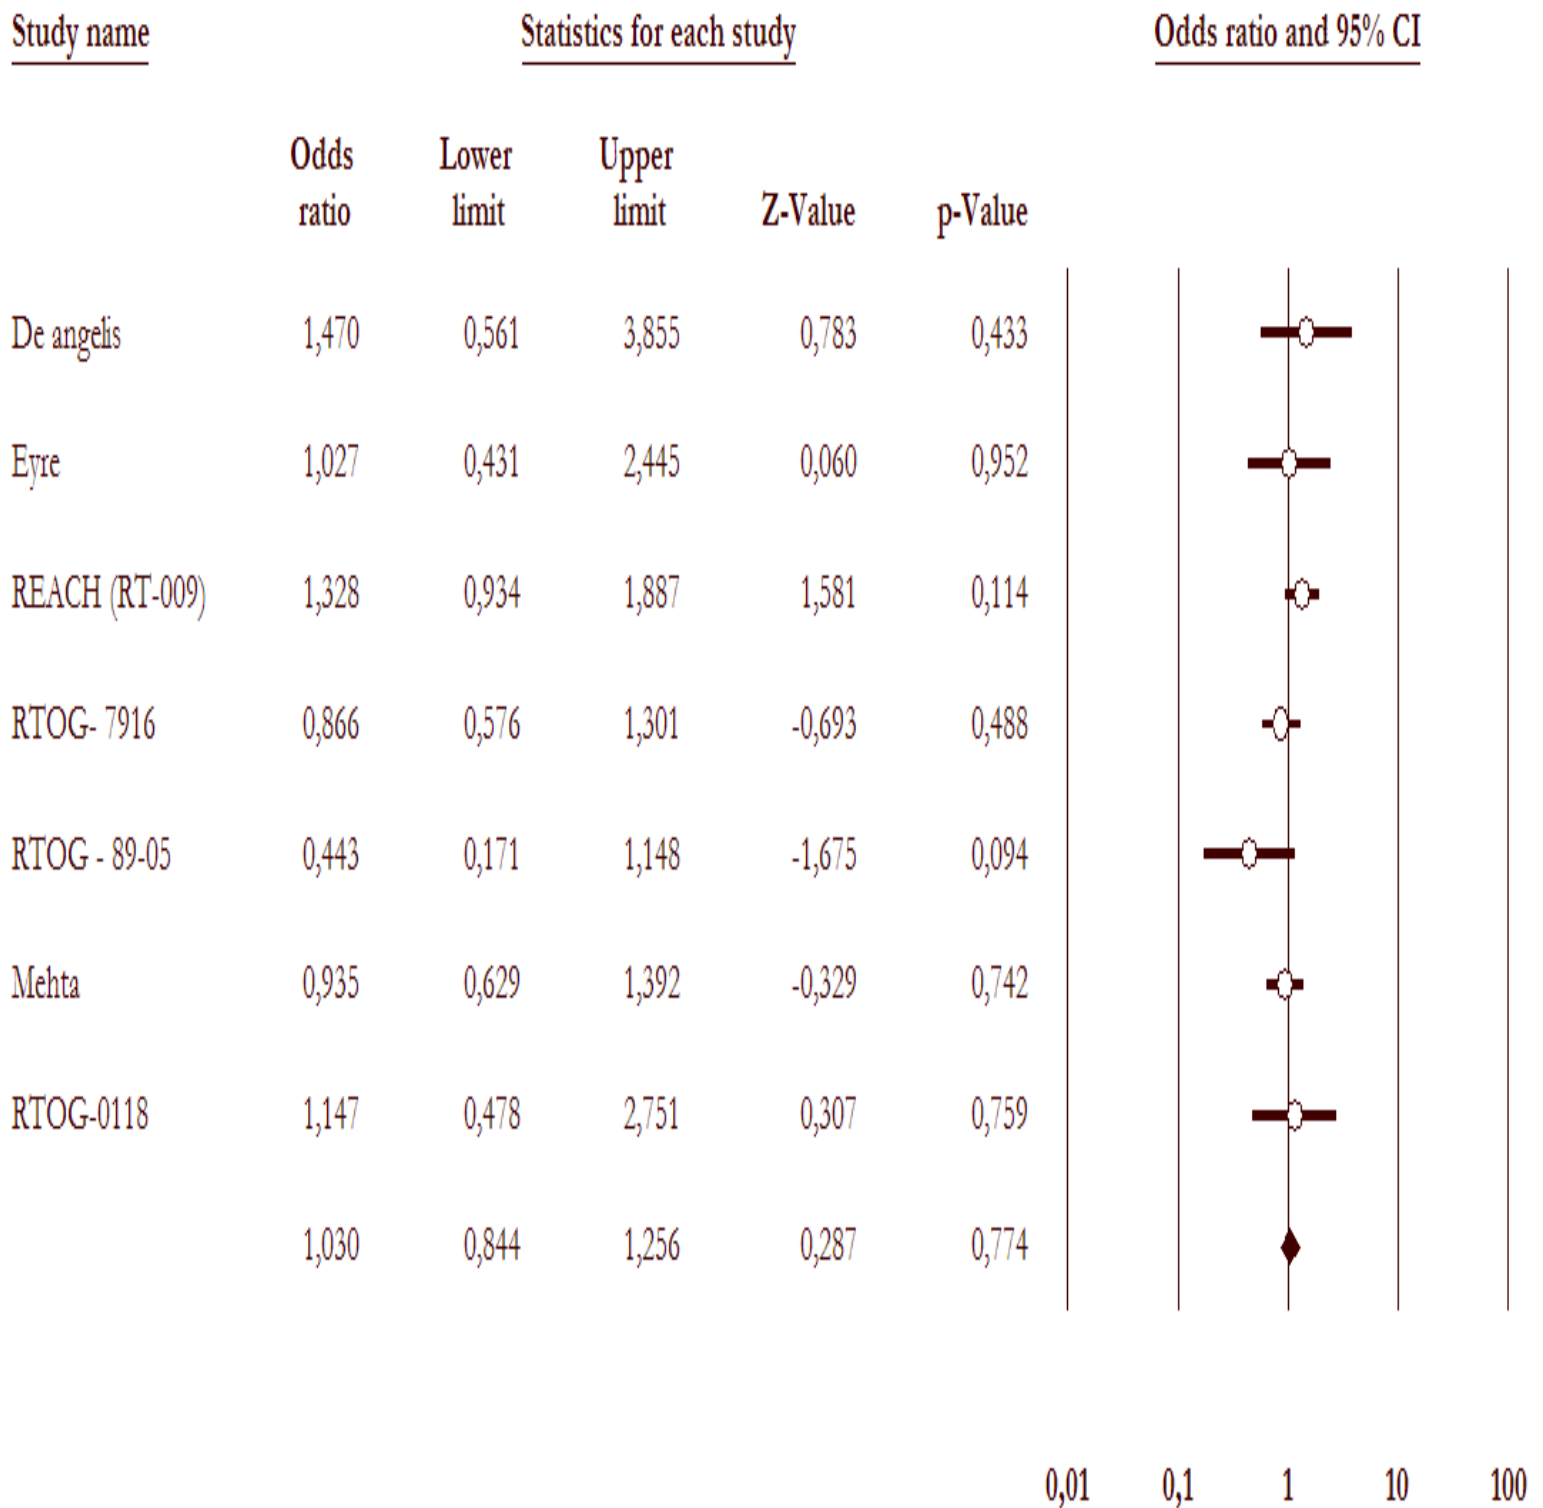 Study name Statistics for each study Odds ratio and 95% CI
Odds Lower Upper
ratio limit limit Z-Value p-Value
De angelis 1,470 0,561 3,855 0,783 0,433
Eyre 1,027 0,431 2,445 0,060 0,952
REACH (RT-009) 1,328 0,934 1,887 1,581 0,114
RTOG- 7916 0,866 0,576 1,301 -0,693 0,488
RTOG - 89-05 0,443 0,171 1,148 -1,675 0,094
Mehta 0,935 0,629 1,392 -0,329 0,742
RTOG-0118 1,147 0,478 2,751 0,307 0,759
1,030 0,844 1,256 0,287 0,774
0,01 0,1 1 10 100